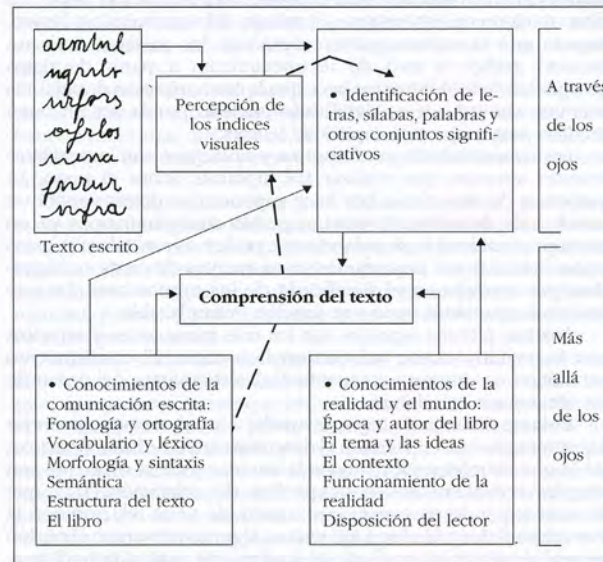 Percepción de
los índices
visuales
• identificación de le-
tras, sílabas, palabras y
otros conjuntos signifi-
cativos
A través
de los
ojos
Texto escrito
Comprensión del texto
• Conocimientos de la
comunicación escrita:
Fonología y ortografía
Vocabulario y léxico
Morfología y sintaxis
Semántica
Estructura del texto
El libro
• Conocimientos de la
realidad y el mundo:
Época y autor del libro
El tema y las ideas
El contexto
Funcionamiento de la
realidad
Disposición del lector
Más
allá
de los
ojos